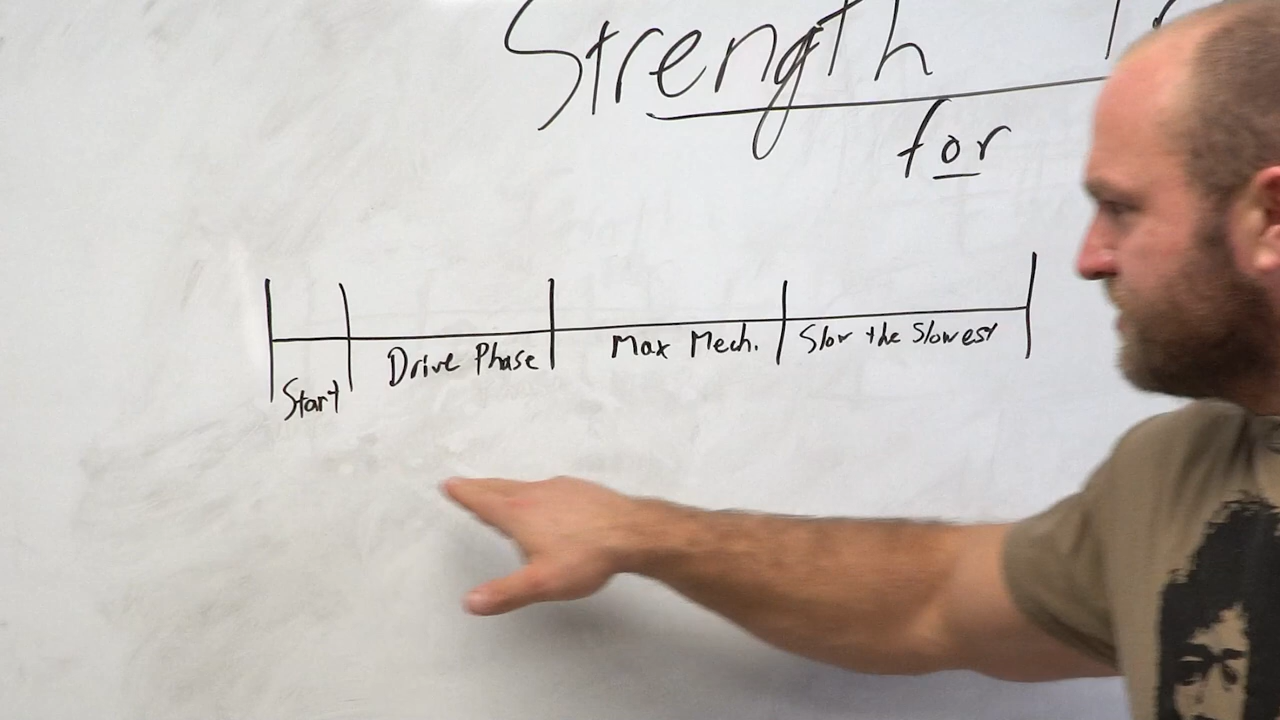 Strength
for
Start
Drive Phase
Max Mech.
Slow the Slowest